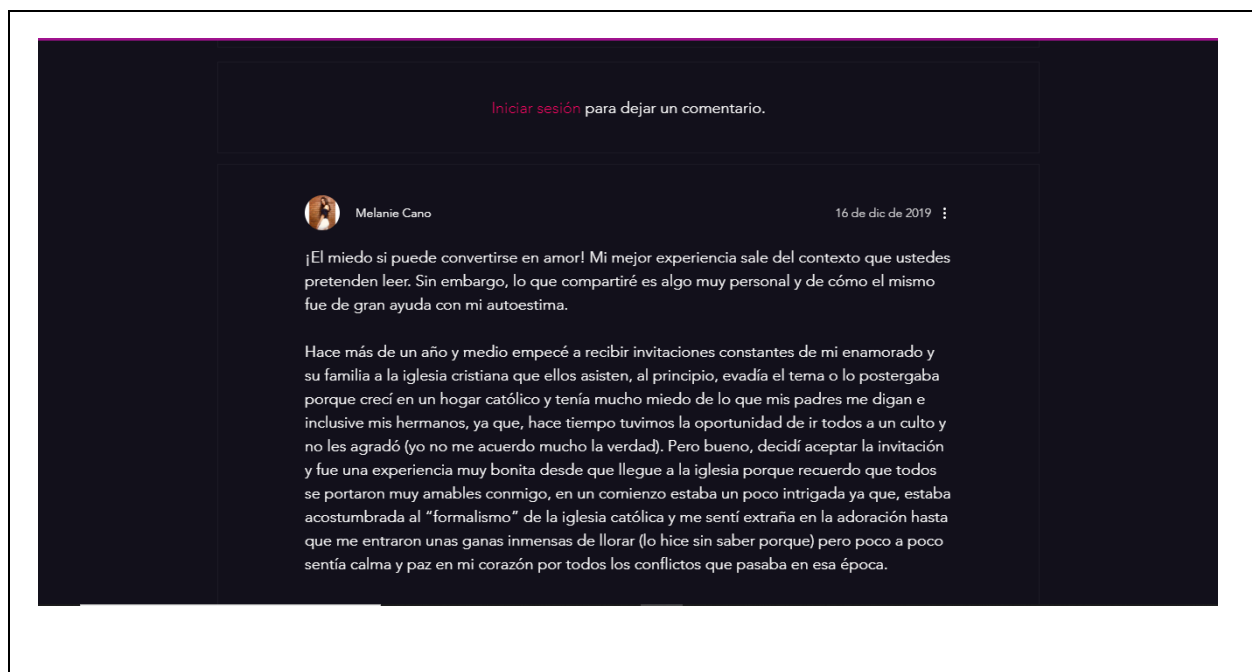 Iniciar sesión para dejar un comentario.
Melanie Cano
16 de dic de 2019
¡El miedo si puede convertirse en amor! Mi mejor experiencia sale del contexto que ustedes
pretenden leer. Sin embargo, lo que compartiré es algo muy personal y de cómo el mismo
fue de gran ayuda con mi autoestima.
Hace más de un año y medio empecé a recibir invitaciones constantes de mi enamorado y
su familia a la iglesia cristiana que ellos asisten, al principio, evadía el tema o lo postergaba
porque crecí en un hogar católico y tenía mucho miedo de lo que mis padres me digan e
inclusive mis hermanos, ya que, hace tiempo tuvimos la oportunidad de ir todos a un culto y
no les agradó (yo no me acuerdo mucho la verdad). Pero bueno, decidí aceptar la invitación
y fue una experiencia muy bonita desde que llegue a la iglesia porque recuerdo que todos
se portaron muy amables conmigo, en un comienzo estaba un poco intrigada ya que, estaba
acostumbrada al “formalismo” de la iglesia católica y me sentí extraña en la adoración hasta
que me entraron unas ganas inmensas de llorar (lo hice sin saber porque) pero poco a poco
sentía calma y paz en mi corazón por todos los conflictos que pasaba en esa época.